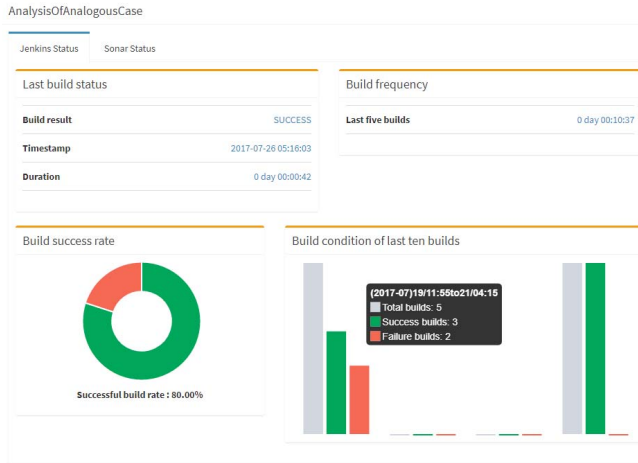 AnalysisOfAnalogousCase
Jenkins Status Sonar Status
Last build status
Build result SUCCESS
Timestamp 2017-07-26 05:16:03
Duration 0 day 00:00:42
Build frequency
Last five builds 0 day 00:10:37
Build success rate
Successful build rate : 80.00%
Build condition of last ten builds
(2017-07)19/11:55to21/04:15
Total builds: 5
Success builds: 3
Failure builds: 2